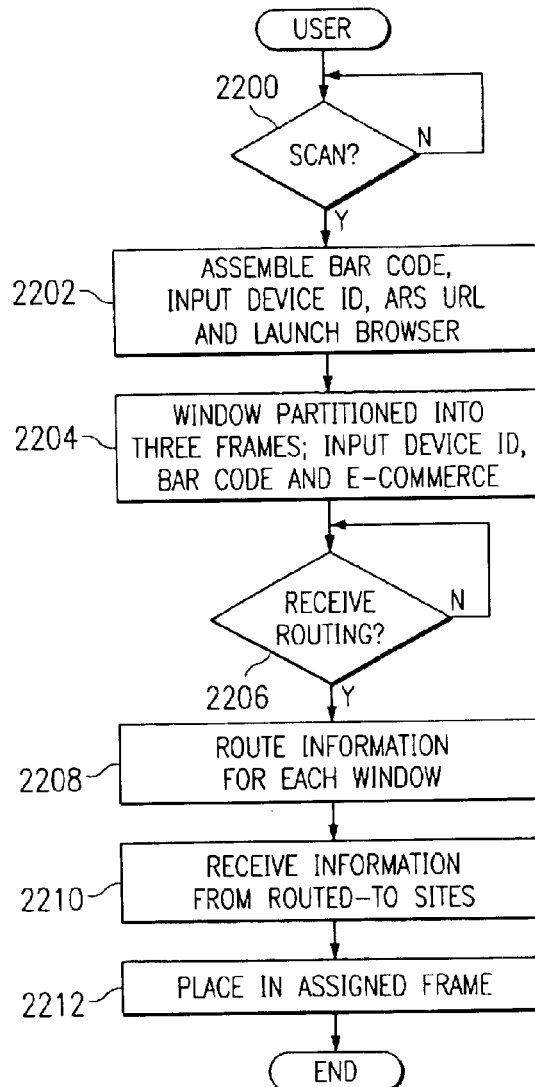 USER
2200
SCAN?
N
Y
2202
ASSEMBLE BAR CODE,
INPUT DEVICE ID, ARS URL
AND LAUNCH BROWSER
2204
WINDOW PARTITIONED INTO
THREE FRAMES; INPUT DEVICE ID,
BAR CODE AND E-COMMERCE
RECEIVE
ROUTING?
N
2206
Y
2208
ROUTE INFORMATION
FOR EACH WINDOW
2210
RECEIVE INFORMATION
FROM ROUTED-TO SITES
2212
PLACE IN ASSIGNED FRAME
END